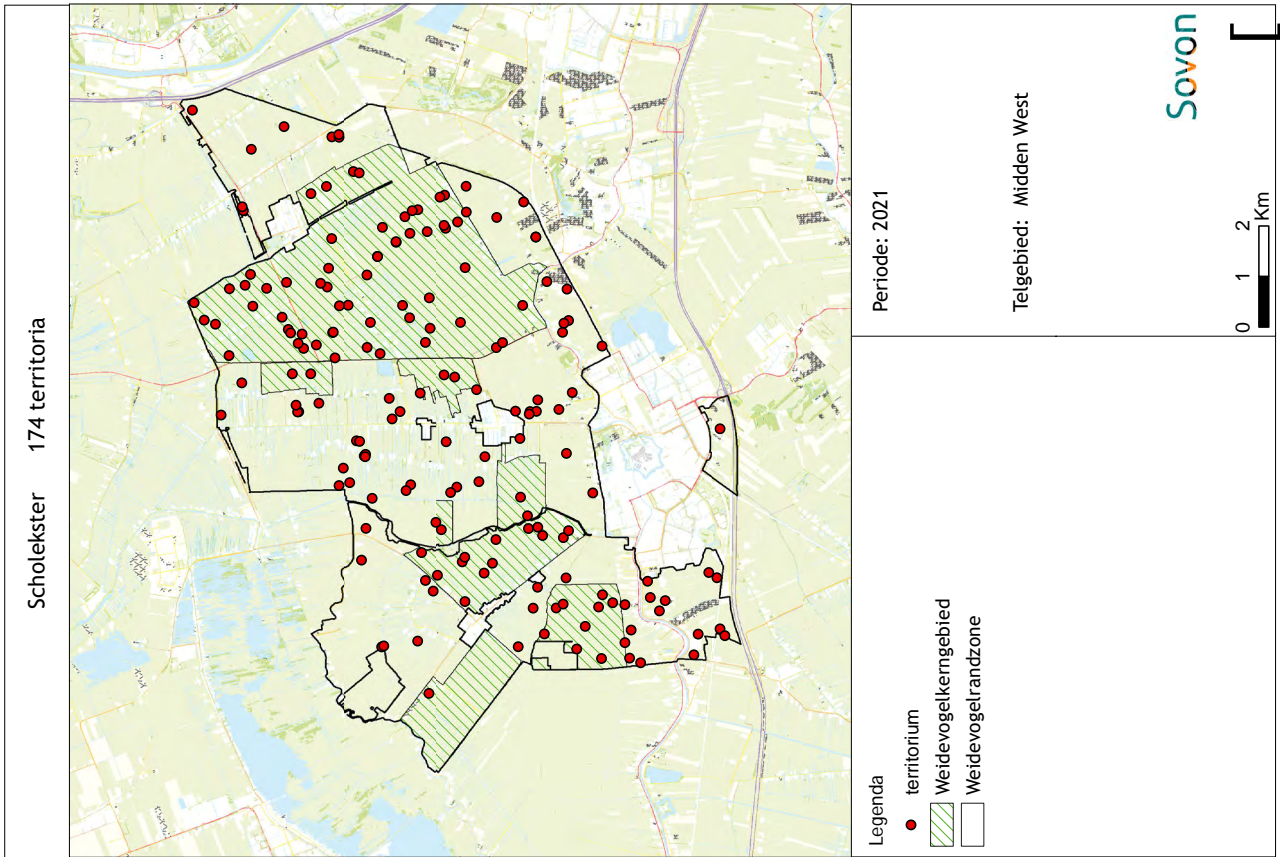 Scholekster 174 territoria
Legenda
territorium
Weidevogelkerngebied
Weidevogelrandzone
Periode: 2021
Telgebied: Midden West
0 1 2
Km
Sovon